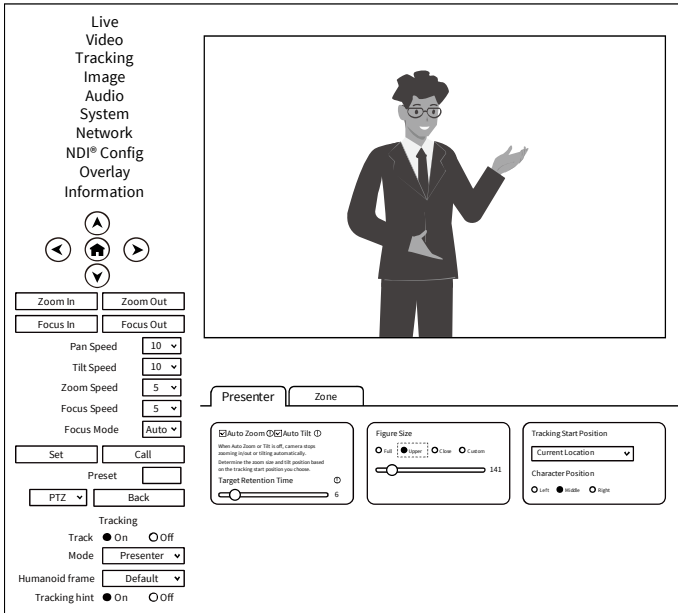 Live
Video
Tracking
Image
Audio
System
Network
NDI® Config
Overlay
Information
Zoom In Zoom Out
Focus In Focus Out
Pan Speed 10
Tilt Speed 10
Zoom Speed 5
Focus Speed 5
Focus Mode Auto
Set Call
Preset
PTZ Back
Tracking
Track On Off
Mode Presenter
Humanoid frame Default
Tracking hint On Off
Presenter Zone
Auto Zoom Auto Tilt
When Auto Zoom or Tilt is off, camera stops
zooming in/out or tilting automatically.
Determine the zoom size and tilt position based
on the tracking start position you choose.
Target Retention Time
6
Figure Size
Full Upper Close Custom
141
Tracking Start Position
Current Location
Character Position
Left Middle Right